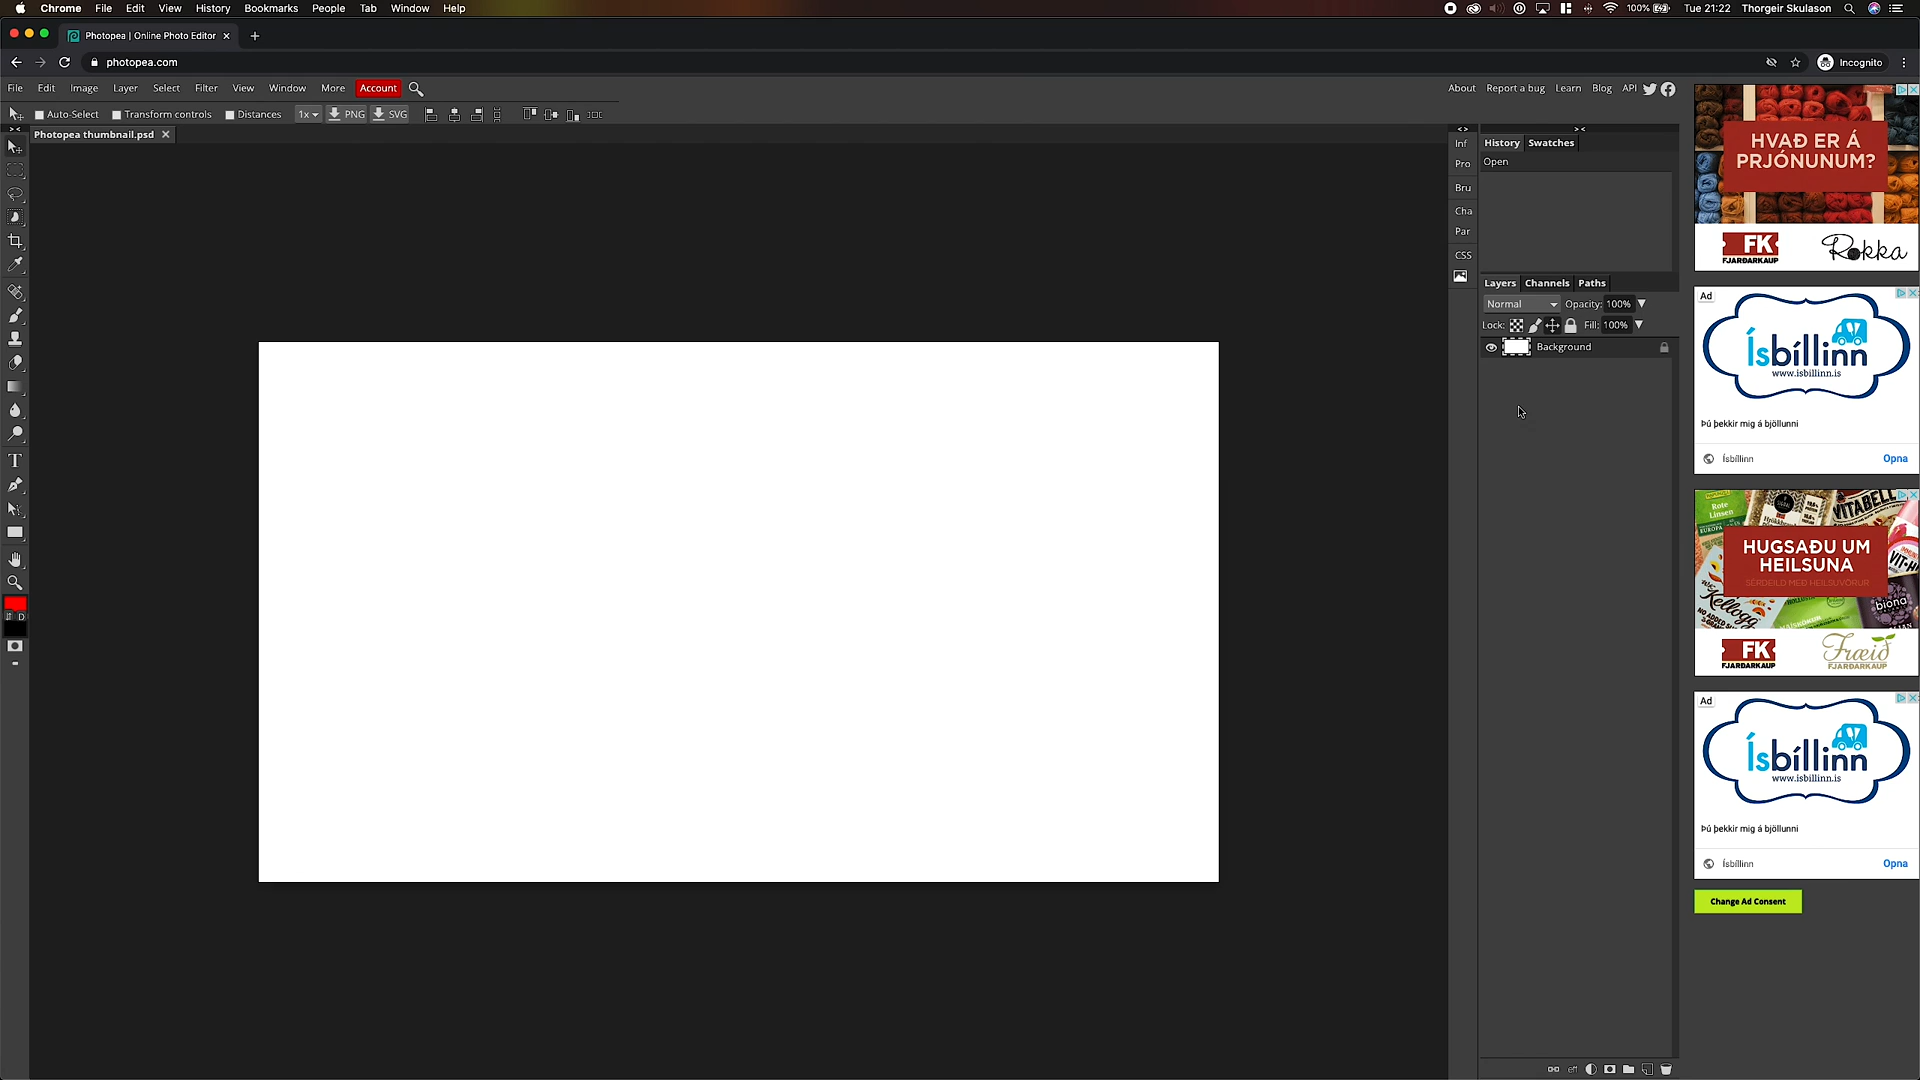 Chrome File Edit View History Bookmarks People Tab Window Help
100% Tue 21:22 Thorgeir Skulason
Photopea | Online Photo Editor
photopea.com
Incognito
File Edit Image Layer Select Filter View Window More Account
About Report a bug Learn Blog API
Auto-Select Transform controls Distances 1x PNG SVG
Photopea thumbnail.psd
Inf
Pro
Bru
Cha
Par
CSS
History Swatches
Open
Layers Channels Paths
Normal Opacity: 100%
Lock: Fill: 100%
Background
eff
D
HVAÐ ER Á
PRJÓNUNUM?
FK
FJARÐARKAUP
Rokka
Ad
Ísbíllinn
www.isbillinn.is
Þú þekkir mig á bjöllunni
Ísbíllinn
Opna
Rote
Linsen
VITABELL
VIT-H
Kellogg
biona
HUGSAÐU UM
HEILSUNA
SÉRDEILD MEÐ HEILSUVÖRUR
FK
FJARÐARKAUP
Fræið
FJARÐARKAUP
Ad
Ísbíllinn
www.isbillinn.is
Þú þekkir mig á bjöllunni
Ísbíllinn
Opna
Change Ad Consent